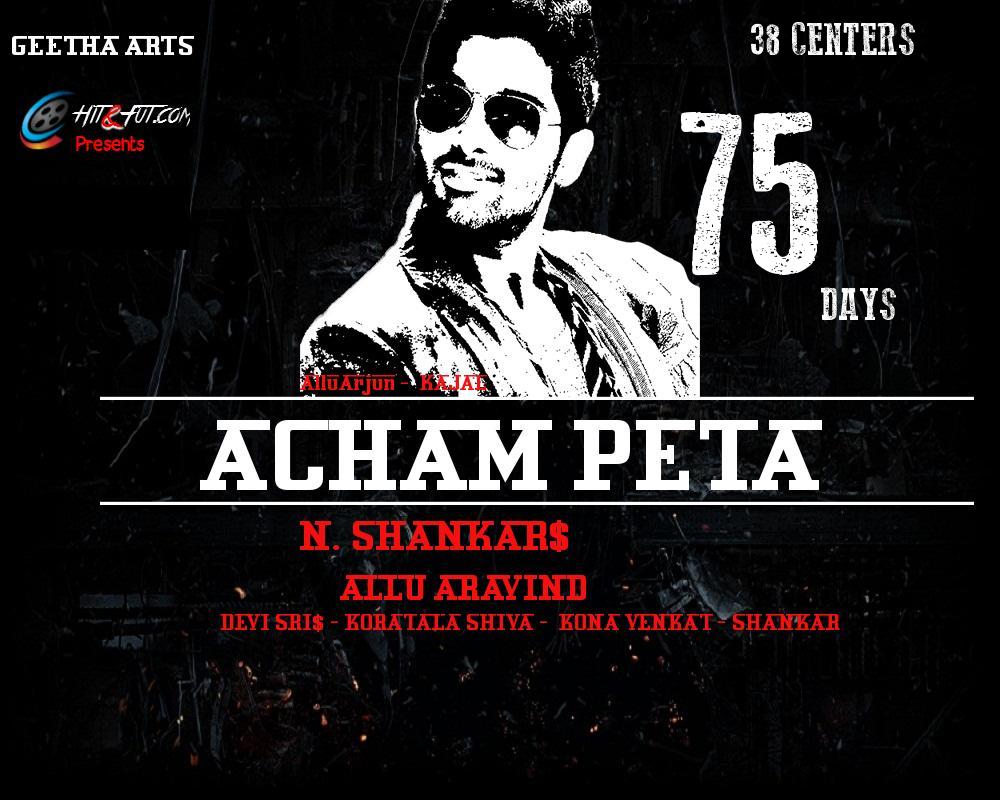 GEETHA ARTS
38 CENTERS
HIT&FUT.COM
Presents
75
DAYS
AlluArjun - KAJAL
ACHAM PETA
N. SHANKAR$
ALLU ARAVIND
DEVI SRI$ - KORATALA SHIVA - KONA VENKAT - SHANKAR